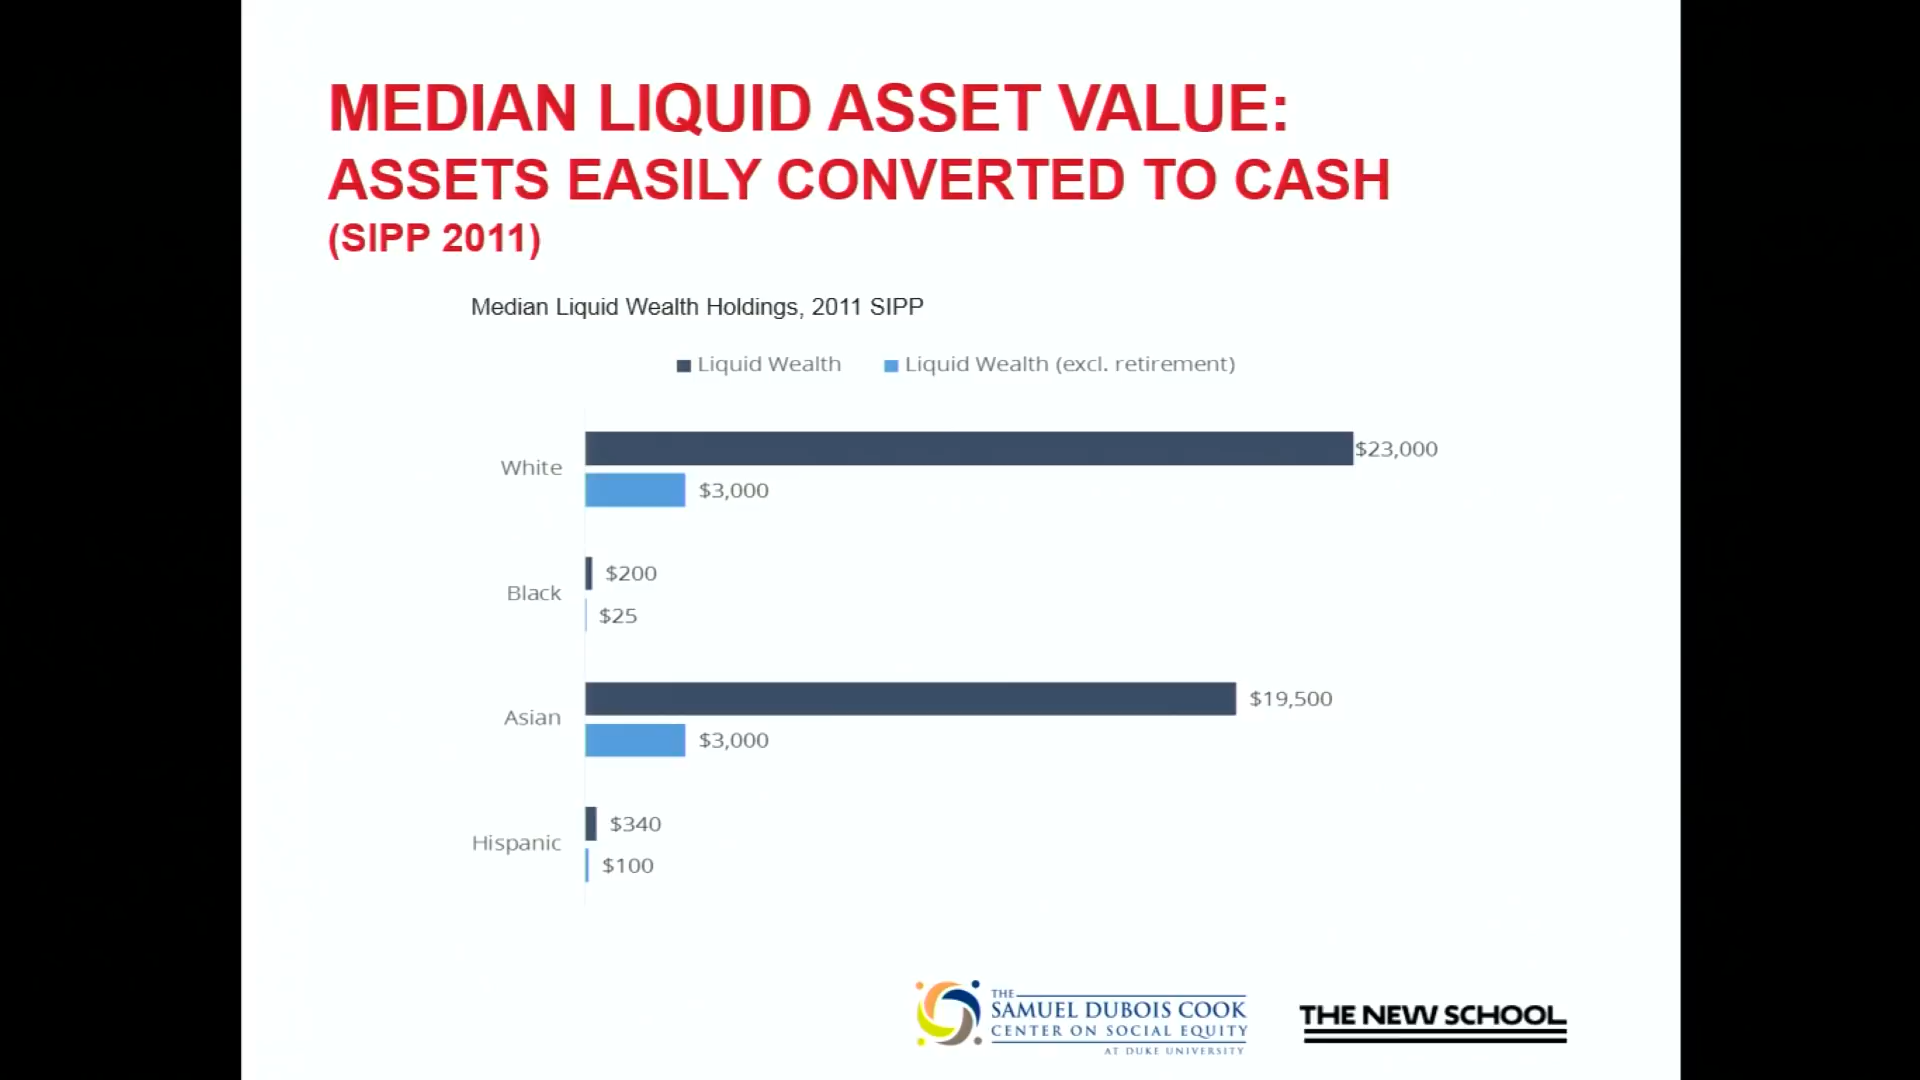 MEDIAN LIQUID ASSET VALUE:
ASSETS EASILY CONVERTED TO CASH
(SIPP 2011)
Median Liquid Wealth Holdings, 2011 SIPP
Liquid Wealth
Liquid Wealth (excl. retirement)
White
$23,000
$3,000
Black
$200
$25
Asian
$19,500
$3,000
Hispanic
$340
$100
THE
SAMUEL DUBOIS COOK
CENTER ON SOCIAL EQUITY
AT DUKE UNIVERSITY
THE NEW SCHOOL